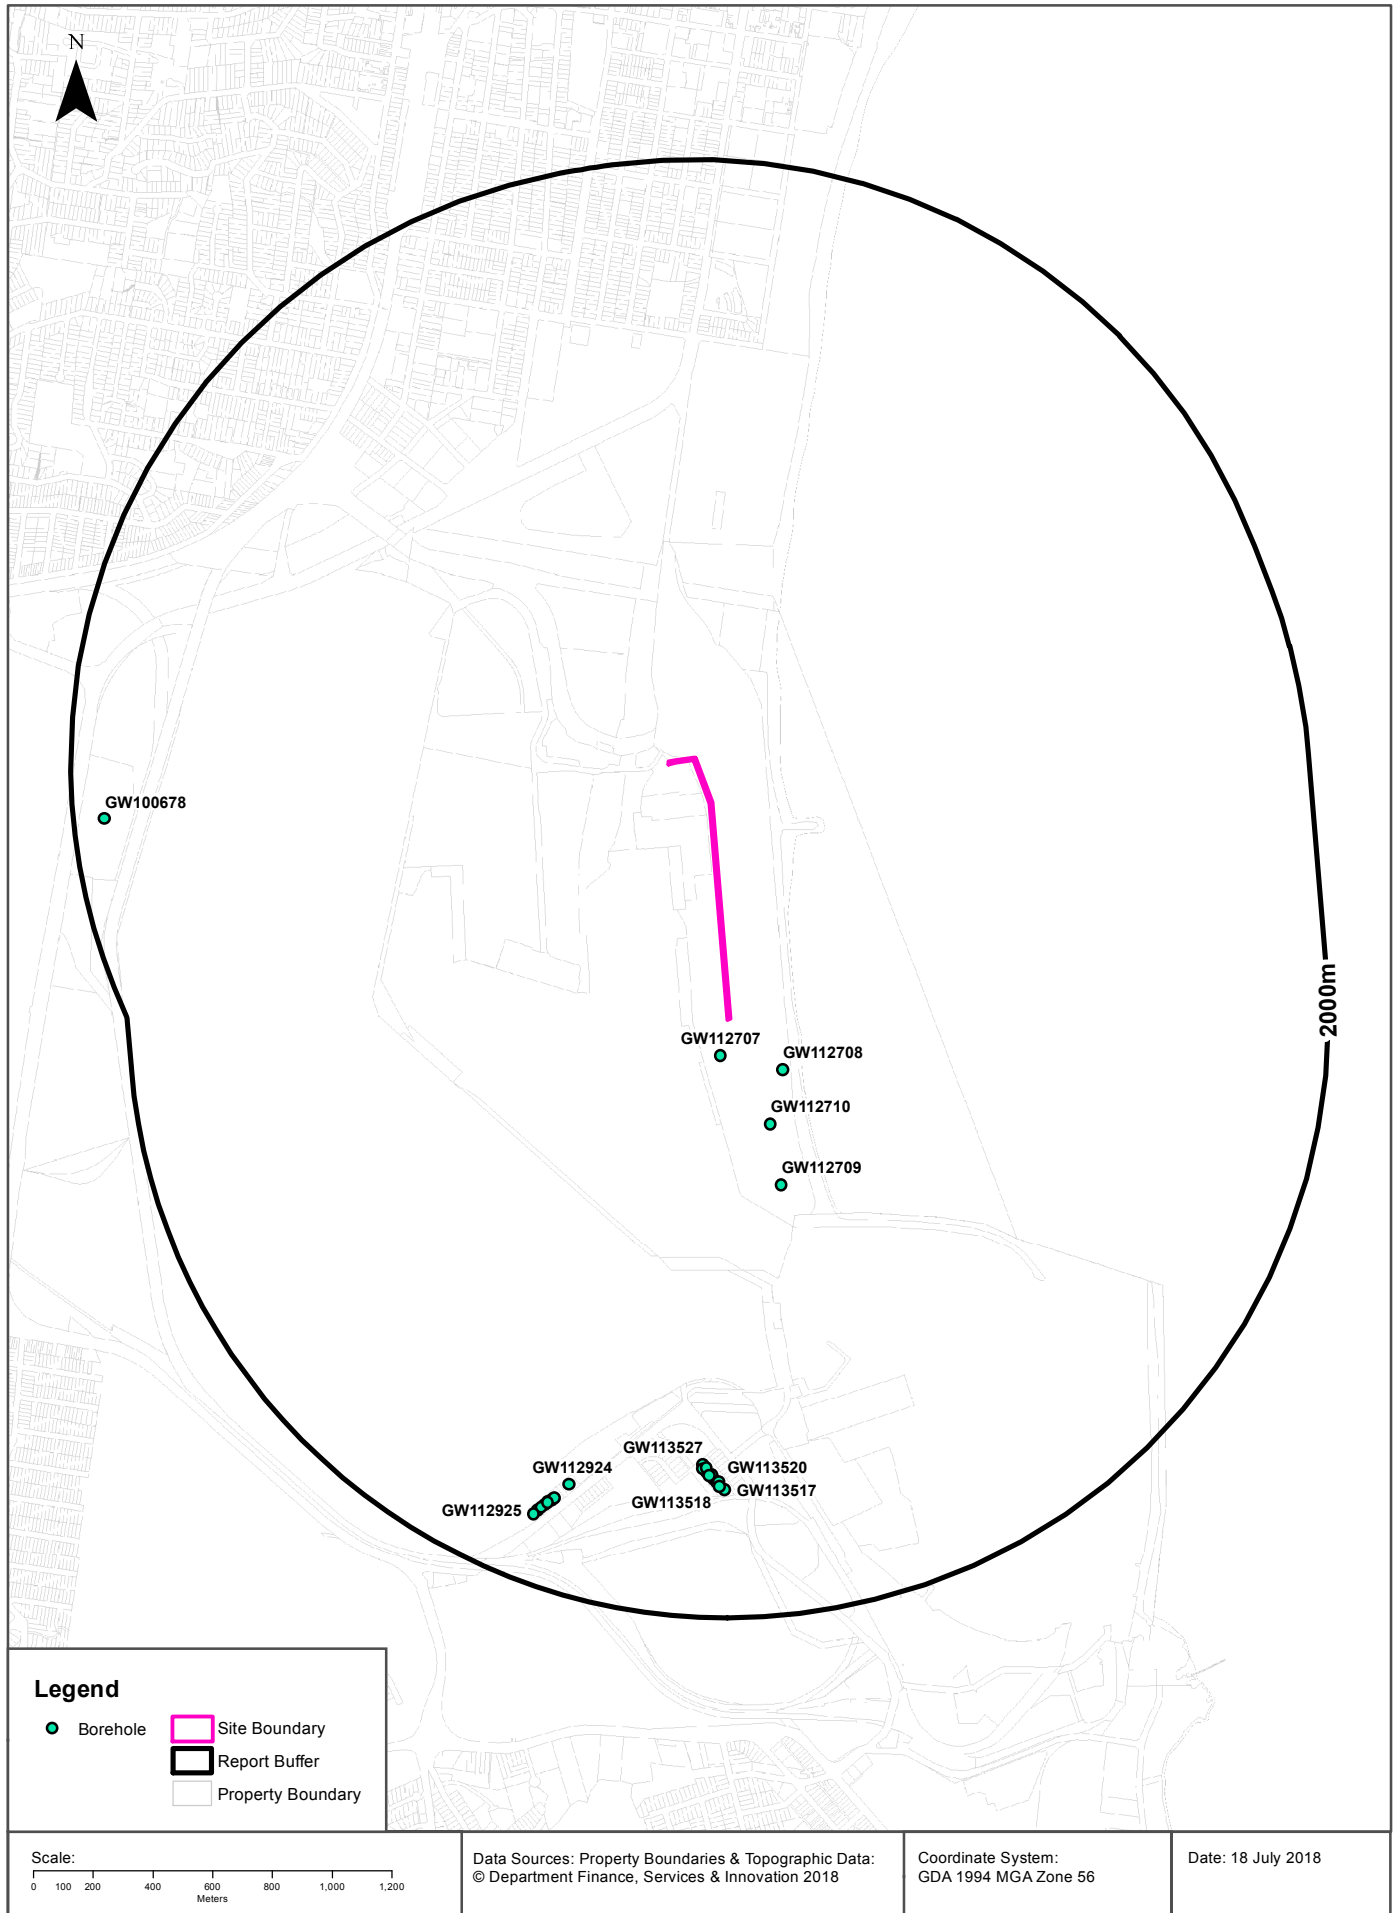 N
GW100678
2000m
GW112707
GW112708
GW112710
GW112709
GW113527
GW112924
GW113520
GW113517
GW113518
GW112925
Legend
Borehole
Site Boundary
Report Buffer
Property Boundary
Scale:
0 100 200 400 600 800 1,000 1,200
Meters
Data Sources: Property Boundaries & Topographic Data:
© Department Finance, Services & Innovation 2018
Coordinate System:
GDA 1994 MGA Zone 56
Date: 18 July 2018